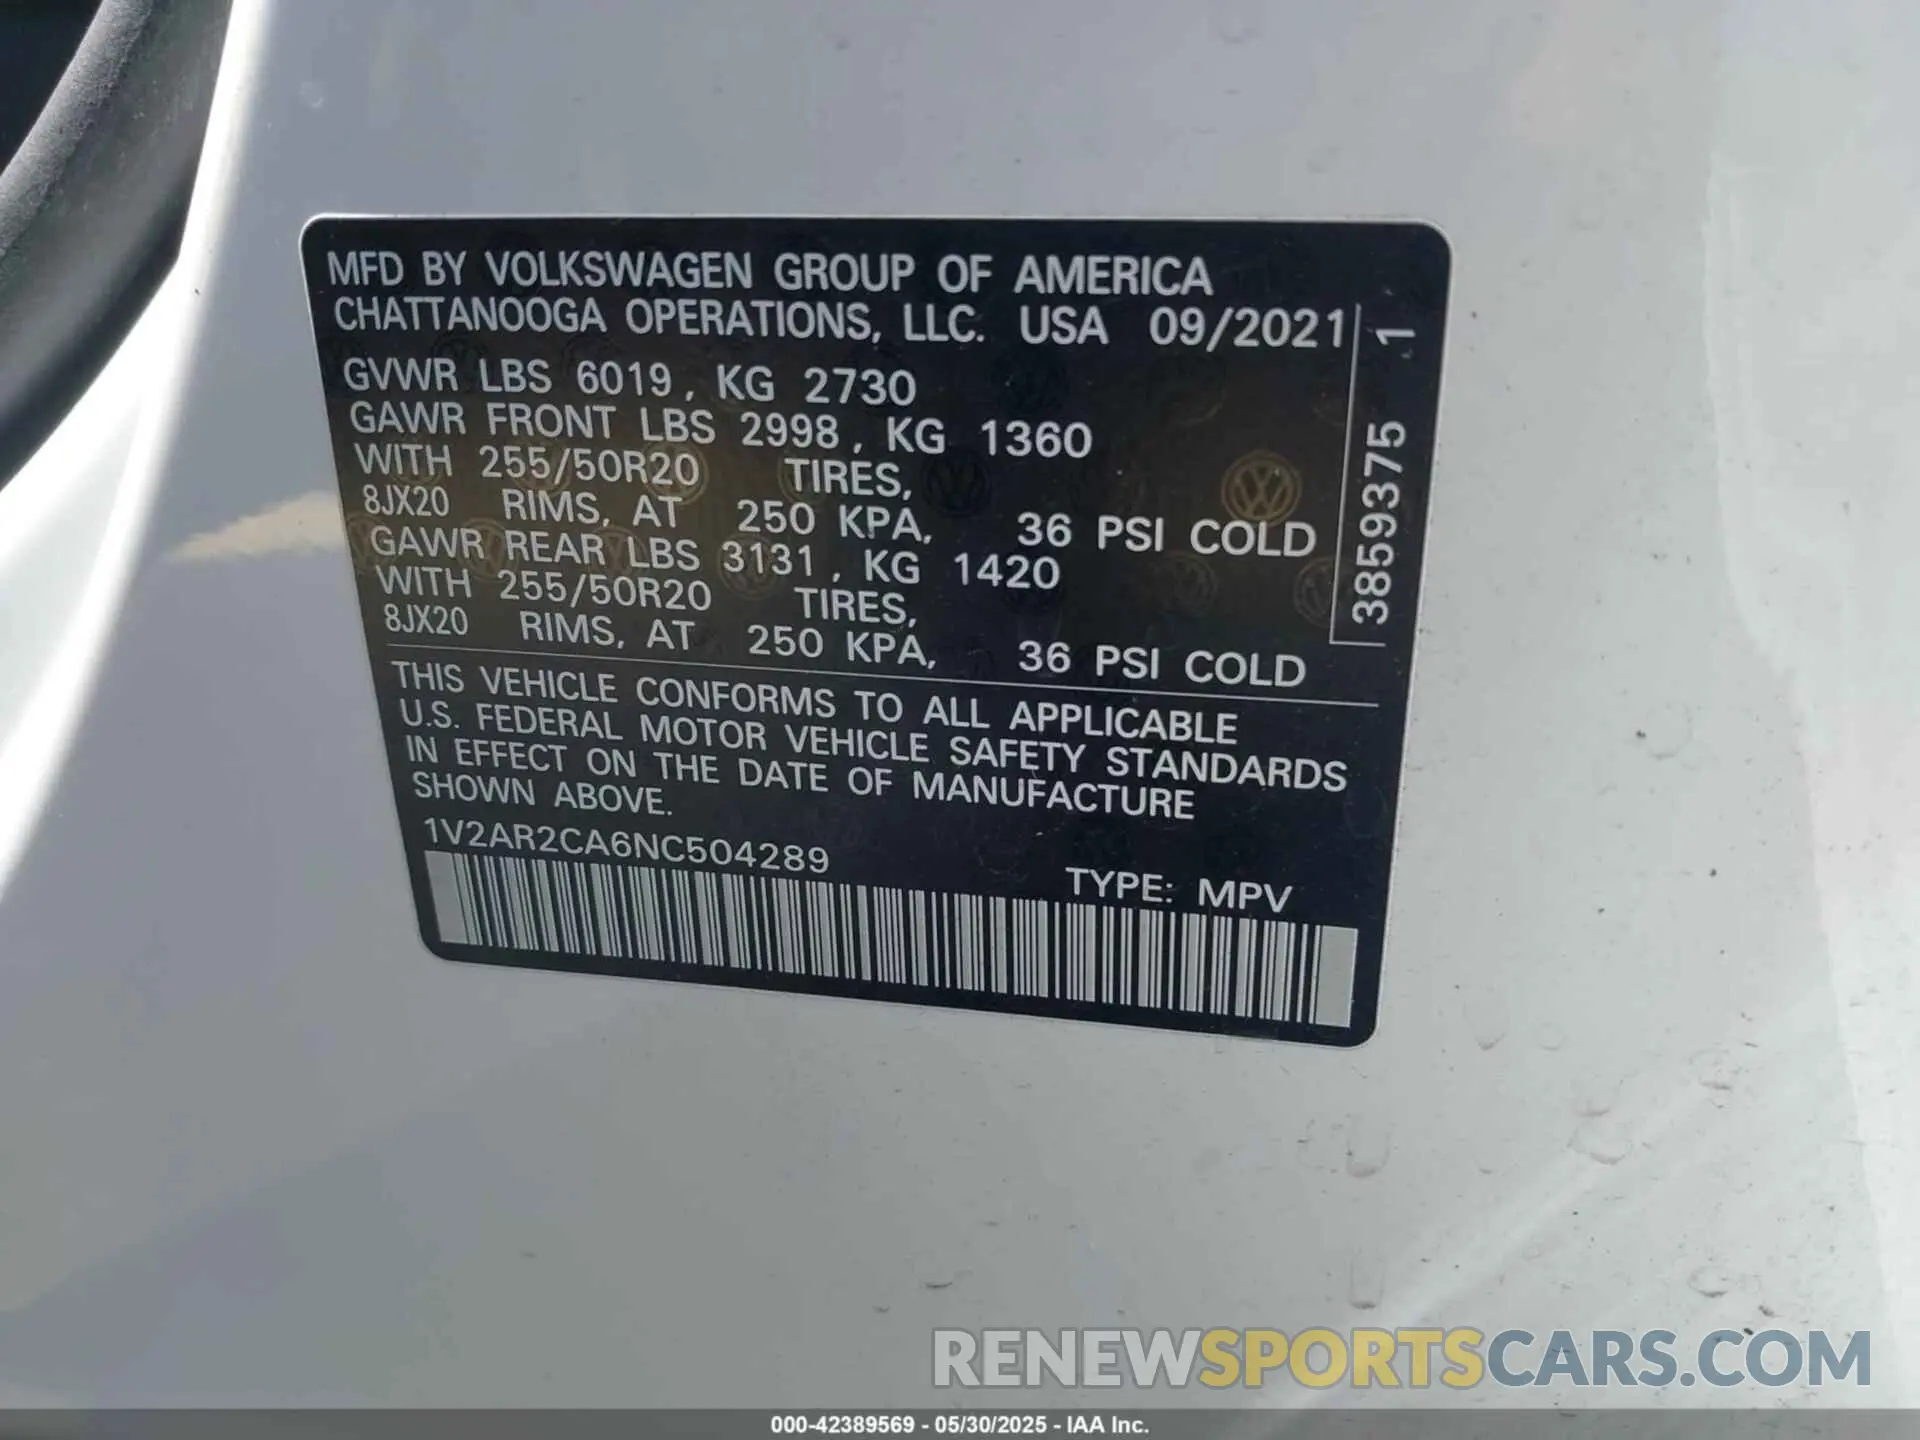 MFD BY VOLKSWAGEN GROUP OF AMERICA
CHATTANOOGA OPERATIONS, LLC. USA 09/2021
GVWR LBS 6019, KG 2730
GAWR FRONT LBS 2998, KG 1360
WITH 255/50R20 TIRES,
8JX20 RIMS, AT 250 KPA, 36 PSI COLD
GAWR REAR LBS 3131, KG 1420
WITH 255/50R20 TIRES,
8JX20 RIMS, AT 250 KPA, 36 PSI COLD
3859375 1
THIS VEHICLE CONFORMS TO ALL APPLICABLE
U.S. FEDERAL MOTOR VEHICLE SAFETY STANDARDS
IN EFFECT ON THE DATE OF MANUFACTURE
SHOWN ABOVE.
1V2AR2CA6NC504289
TYPE: MPV
RENEWSPORTSCARS.COM
000-42389569 - 05/30/2025 - IAA Inc.